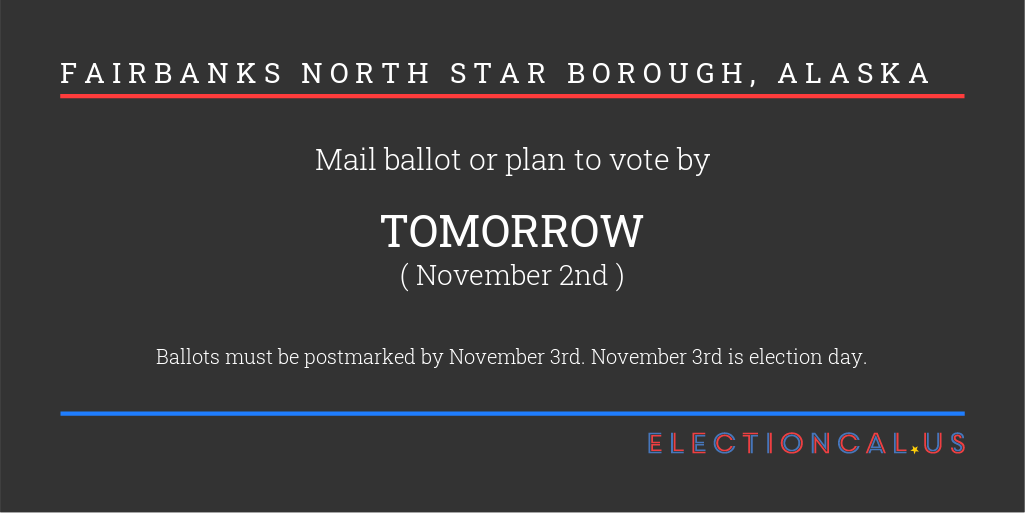 FAIRBANKS NORTH STAR BOROUGH, ALASKA
Mail ballot or plan to vote by
TOMORROW
( November 2nd )
Ballots must be postmarked by November 3rd. November 3rd is election day.
ELECTIONCAL.US